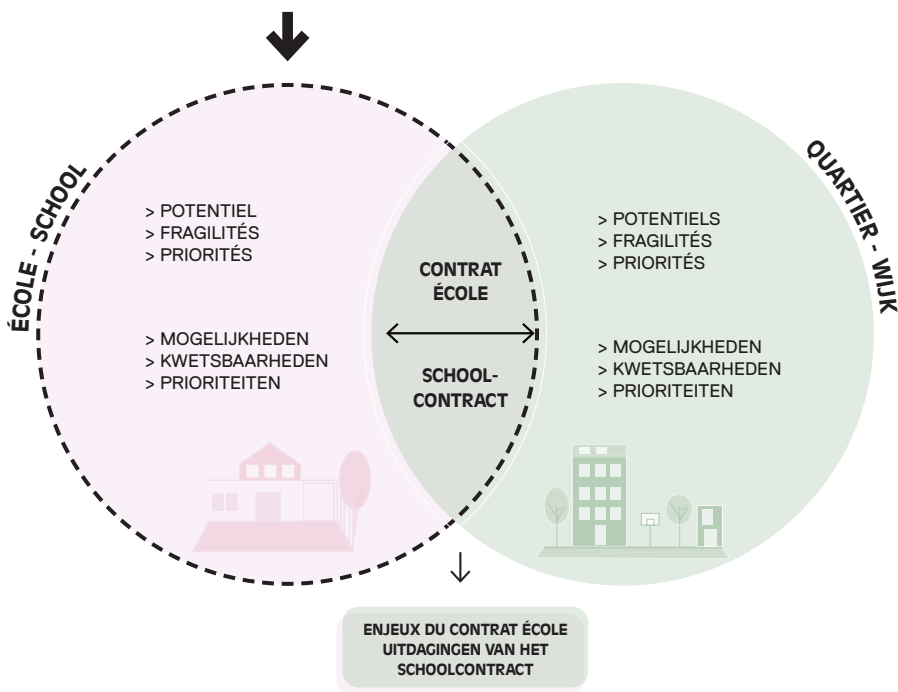 ÉCOLE - SCHOOL
> POTENTIEL
> FRAGILITÉS
> PRIORITÉS
> MOGELIJKHEDEN
> KWETSBAARHEDEN
> PRIORITEITEN
CONTRAT
ÉCOLE
SCHOOL-
CONTRACT
QUARTIER - WIJK
> POTENTIELS
> FRAGILITÉS
> PRIORITÉS
> MOGELIJKHEDEN
> KWETSBAARHEDEN
> PRIORITEITEN
ENJEUX DU CONTRAT ÉCOLE
UITDAGINGEN VAN HET
SCHOOLCONTRACT